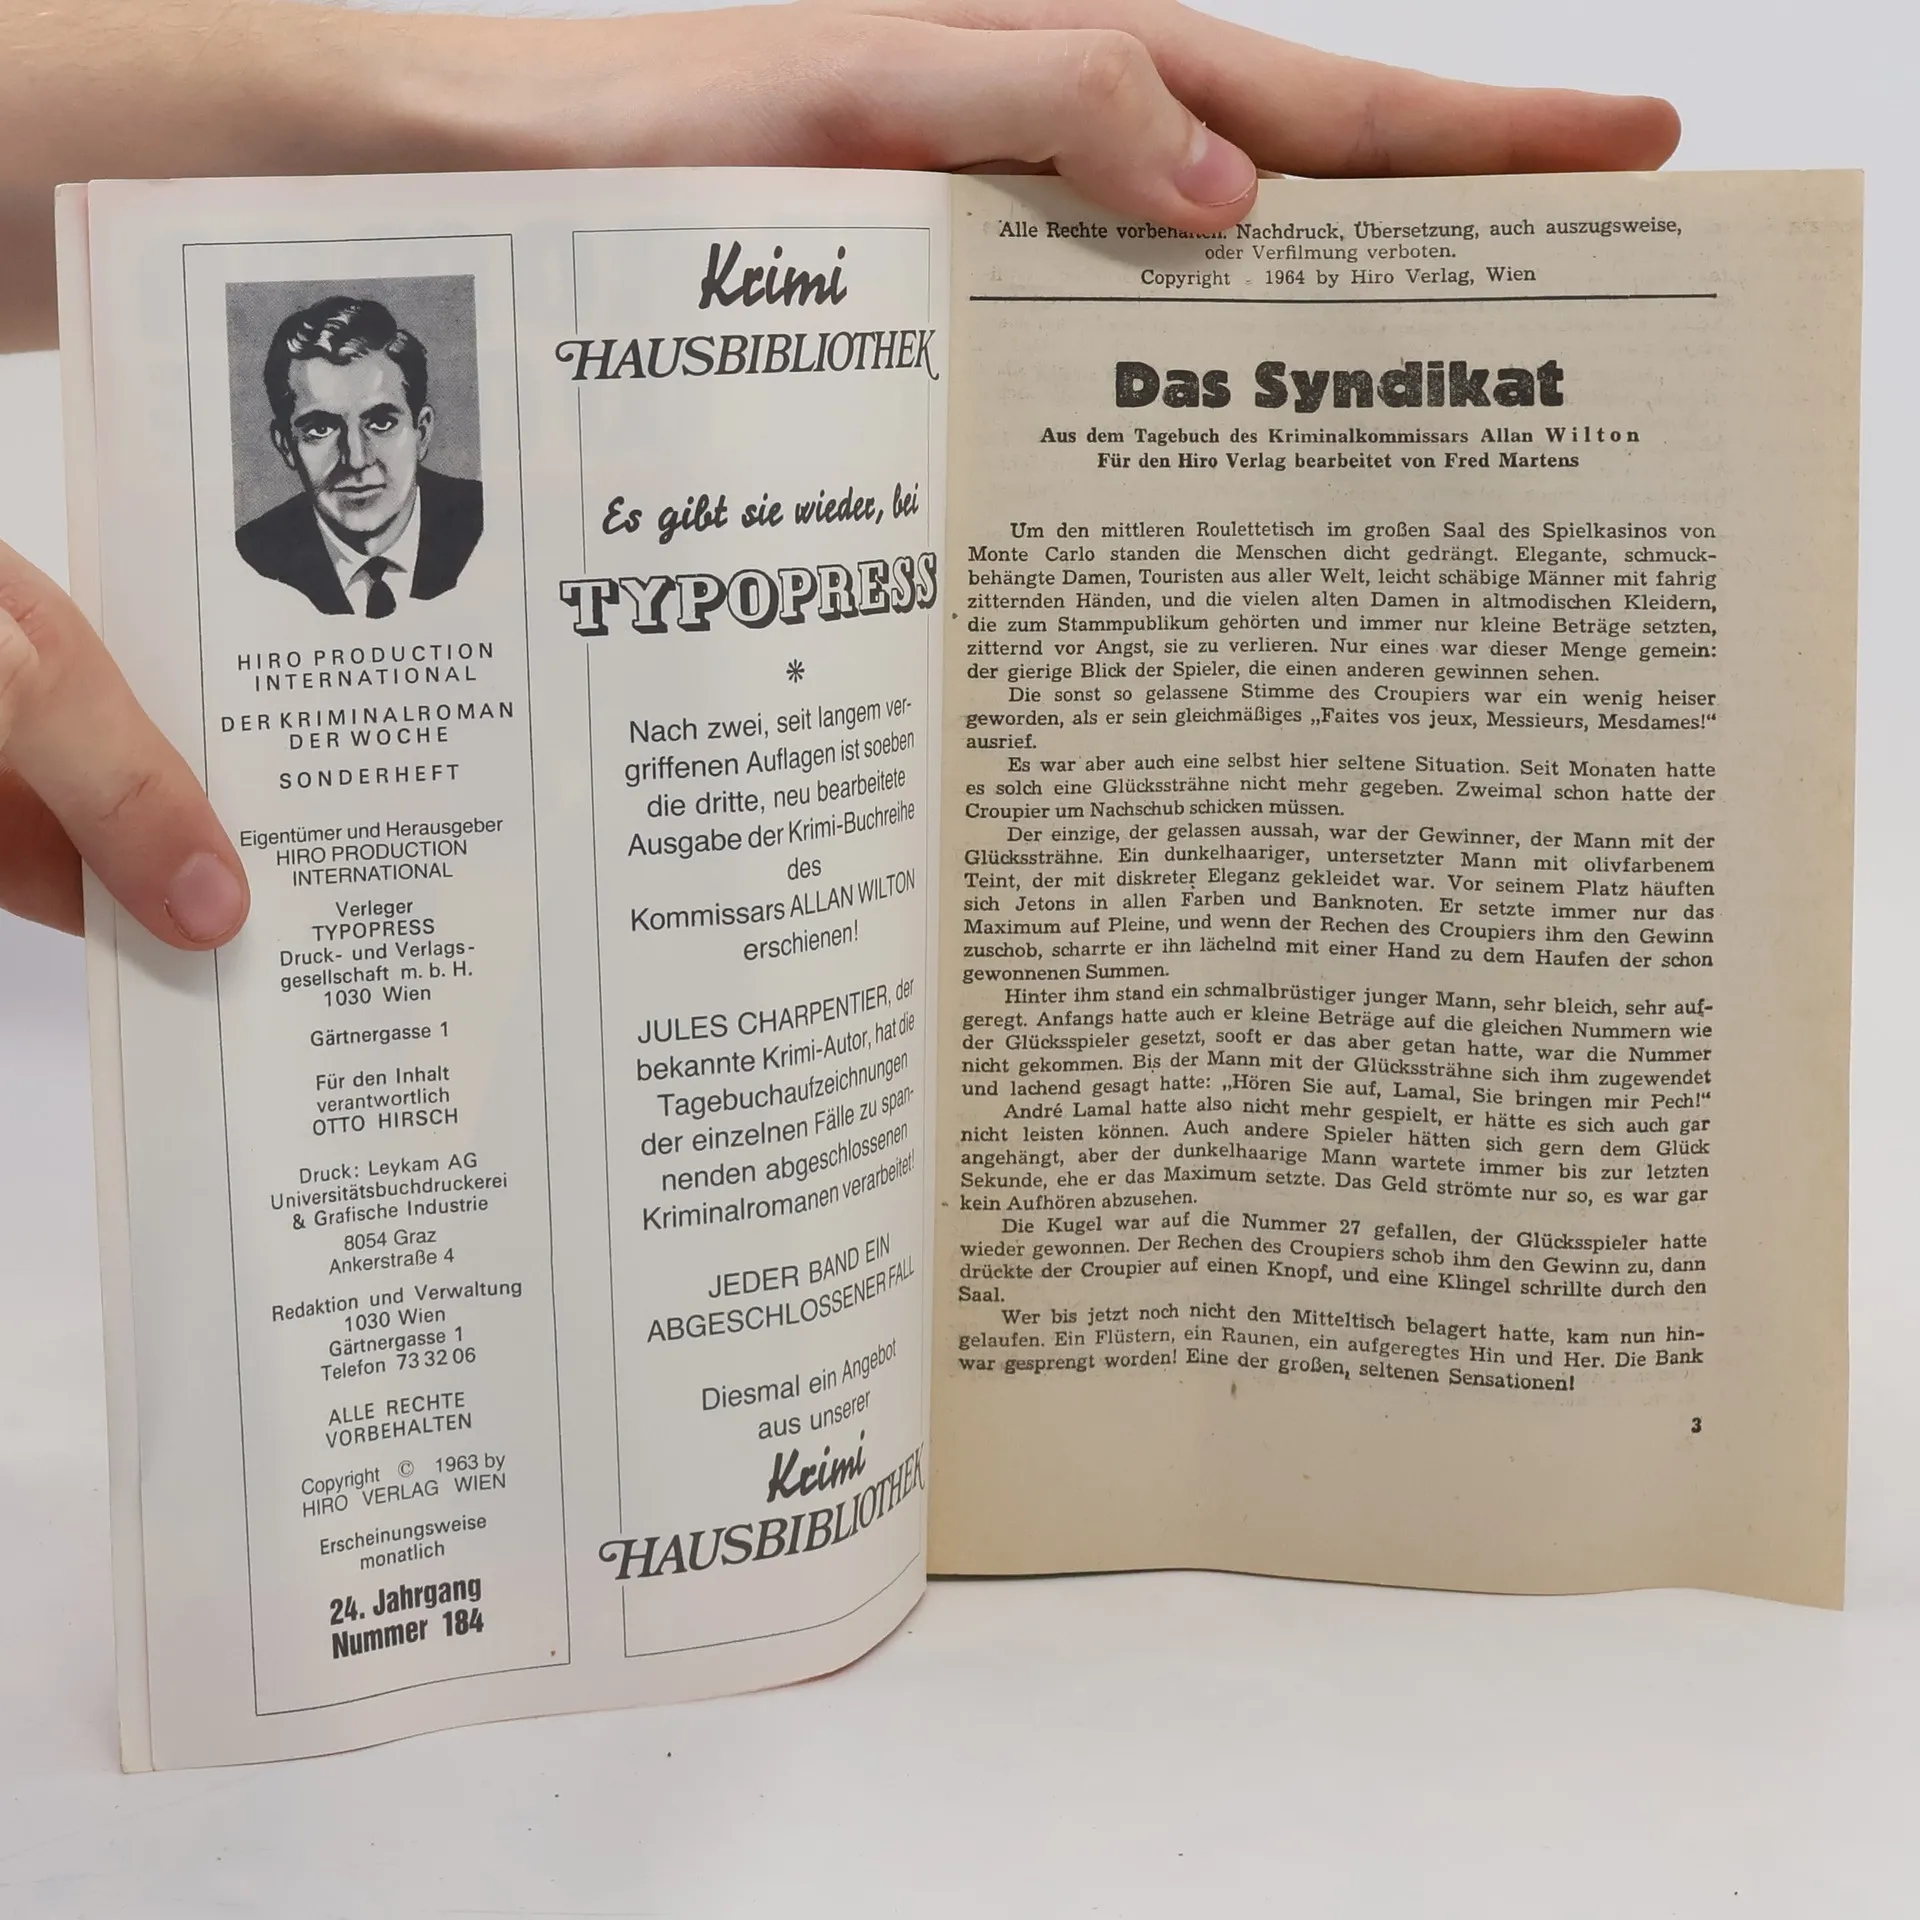 HIRO PRODUCTION
INTERNATIONAL
DER KRIMINALROMAN
DER WOCHE
SONDERHEFT
Eigentümer und Herausgeber
HIRO PRODUCTION
INTERNATIONAL
Verleger
TYPOPRESS
Druck- und Verlags-
gesellschaft m. b. H.
1030 Wien
Gärtnergasse 1
Für den Inhalt
verantwortlich
OTTO HIRSCH
Druck: Leykam AG
Universitätsbuchdruckerei
& Grafische Industrie
8054 Graz
Ankerstraße 4
Redaktion und Verwaltung
1030 Wien
Gärtnergasse 1
Telefon 73 32 06
ALLE RECHTE
VORBEHALTEN
Copyright © 1963 by
HIRO VERLAG WIEN
Erscheinungsweise
monatlich
24. Jahrgang
Nummer 184
Krimi
HAUSBIBLIOTHEK
Es gibt sie wieder, bei
TYPOPRESS
*
Nach zwei, seit langem ver-
griffenen Auflagen ist soeben
die dritte, neu bearbeitete
Ausgabe der Krimi-Buchreihe
des
Kommissars ALLAN WILTON
erschienen!
JULES CHARPENTIER, der
bekannte Krimi-Autor, hat die
Tagebuchaufzeichnungen
der einzelnen Fälle zu span-
nenden abgeschlossenen
Kriminalromanen verarbeitet!
JEDER BAND EIN
ABGESCHLOSSENER FALL
Diesmal ein Angebot
aus unserer
Krimi
HAUSBIBLIOTHEK
Alle Rechte Nachdruck, Übersetzung, auch auszugsweise,
oder Verfilmung verboten.
Copyright 1964 by Hiro Verlag, Wien
Das Syndikat
Aus dem Tagebuch des Kriminalkommissars Allan Wilton
Für den Hiro Verlag bearbeitet von Fred Martens
Um den mittleren Roulettetisch im großen Saal des Spielkasinos von
Monte Carlo standen die Menschen dicht gedrängt. Elegante, schmuck-
behängte Damen, Touristen aus aller Welt, leicht schäbige Männer mit fahrig
zitternden Händen, und die vielen alten Damen in altmodischen Kleidern,
die zum Stammpublikum gehörten und immer nur kleine Beträge setzten,
zitternd vor Angst, sie zu verlieren. Nur eines war dieser Menge gemein:
der gierige Blick der Spieler, die einen anderen gewinnen sehen.
Die sonst so gelassene Stimme des Croupiers war ein wenig heiser
geworden, als er sein gleichmäßiges „Faites vos jeux, Messieurs, Mesdames!“
ausrief.
Es war aber auch eine selbst hier seltene Situation. Seit Monaten hatte
es solch eine Glückssträhne nicht mehr gegeben. Zweimal schon hatte der
Croupier um Nachschub schicken müssen.
Der einzige, der gelassen aussah, war der Gewinner, der Mann mit der
Glückssträhne. Ein dunkelhaariger, untersetzter Mann mit olivfarbenem
Teint, der mit diskreter Eleganz gekleidet war. Vor seinem Platz häuften
sich Jetons in allen Farben und Banknoten. Er setzte immer nur das
Maximum auf Pleine, und wenn der Rechen des Croupiers ihm den Gewinn
zuschob, scharrte er ihn lächelnd mit einer Hand zu dem Haufen der schon
gewonnenen Summen.
Hinter ihm stand ein schmalbrüstiger junger Mann, sehr bleich, sehr auf-
geregt. Anfangs hatte auch er kleine Beträge auf die gleichen Nummern wie
der Glücksspieler gesetzt, sooft er das aber getan hatte, war die Nummer
nicht gekommen. Bis der Mann mit der Glückssträhne sich ihm zugewendet
und lachend gesagt hatte: „Hören Sie auf, Lamal, Sie bringen mir Pech!“
André Lamal hatte also nicht mehr gespielt, er hätte es sich auch gar
nicht leisten können. Auch andere Spieler hätten sich gern dem Glück
angehängt, aber der dunkelhaarige Mann wartete immer bis zur letzten
Sekunde, ehe er das Maximum setzte. Das Geld strömte nur so, es war gar
kein Aufhören abzusehen.
Die Kugel war auf die Nummer 27 gefallen, der Glücksspieler hatte
wieder gewonnen. Der Rechen des Croupiers schob ihm den Gewinn zu, dann
drückte der Croupier auf einen Knopf, und eine Klingel schrillte durch den
Saal.
Wer bis jetzt noch nicht den Mitteltisch belagert hatte, kam nun hin-
gelaufen. Ein Flüstern, ein Raunen, ein aufgeregtes Hin und Her. Die Bank
war gesprengt worden! Eine der großen, seltenen Sensationen!
3